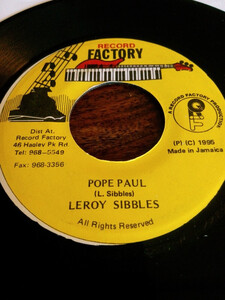 RECORD
FACTORY
A RECORD FACTORY PRODUCTION
Dist At.
Record Factory
46 Hagley Pk Rd
Tel: 968-5549
Fax: 968-3356
(P) (C) 1995
Made in Jamaica
POPE PAUL
(L. Sibbles)
LEROY SIBBLES
All Rights Reserved